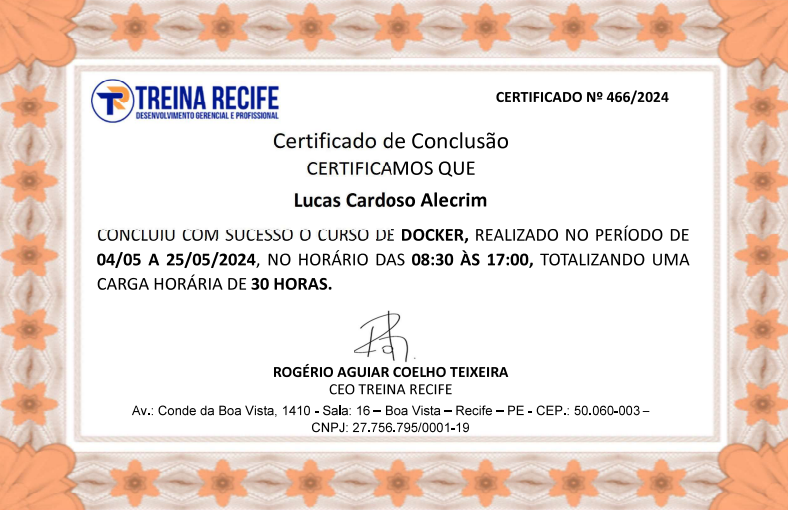 TREINA RECIFE
DESENVOLVIMENTO GERENCIAL E PROFISSIONAL
CERTIFICADO Nº 466/2024
Certificado de Conclusão
CERTIFICAMOS QUE
Lucas Cardoso Alecrim
CONCLUIU COM SUCESSO O CURSO DE DOCKER, REALIZADO NO PERÍODO DE
04/05 A 25/05/2024, NO HORÁRIO DAS 08:30 ÀS 17:00, TOTALIZANDO UMA
CARGA HORÁRIA DE 30 HORAS.
ROGÉRIO AGUIAR COELHO TEIXEIRA
CEO TREINA RECIFE
Av.: Conde da Boa Vista, 1410 - Sala: 16 – Boa Vista – Recife – PE - CEP.: 50.060-003 –
CNPJ: 27.756.795/0001-19